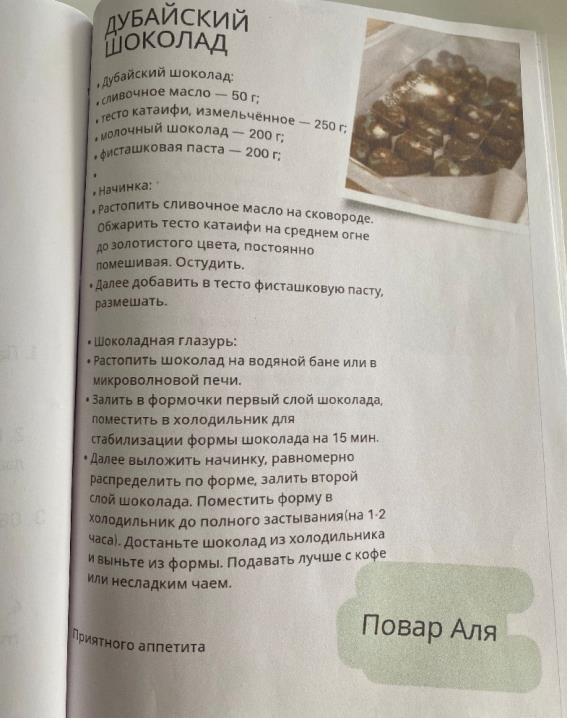 ДУБАЙСКИЙ
ШОКОЛАД
• Дубайский шоколад:
• сливочное масло — 50 г;
• тесто катаифи, измельчённое — 250 г;
• молочный шоколад — 200 г;
• фисташковая паста — 200 г;
•
• Начинка:
• Растопить сливочное масло на сковороде.
Обжарить тесто катаифи на среднем огне
до золотистого цвета, постоянно
помешивая. Остудить.
• Далее добавить в тесто фисташковую пасту,
размешать.
• Шоколадная глазурь:
• Растопить шоколад на водяной бане или в
микроволновой печи.
• Залить в формочки первый слой шоколада,
поместить в холодильник для
стабилизации формы шоколада на 15 мин.
• Далее выложить начинку, равномерно
распределить по форме, залить второй
слой шоколада. Поместить форму в
холодильник до полного застывания(на 1-2
часа). Достаньте шоколад из холодильника
и выньте из формы. Подавать лучше с кофе
или несладким чаем.
Приятного аппетита
Повар Аля